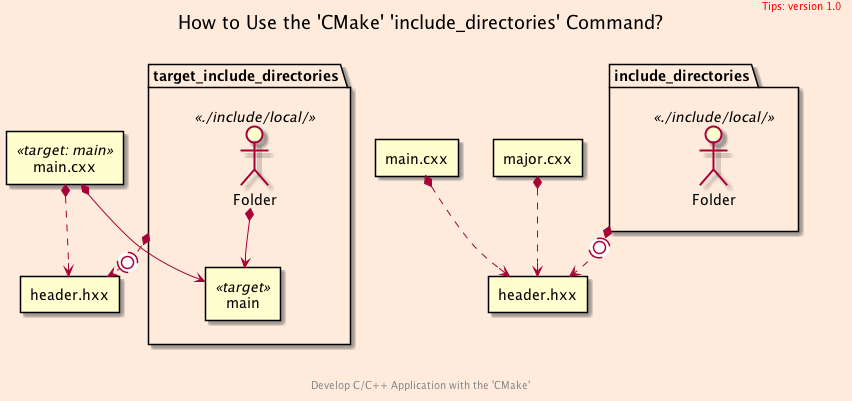 Tips: version 1.0
How to Use the 'CMake' 'include_directories' Command?
target_include_directories
«./include/local/»
Folder
«target: main»
main.cxx
header.hxx
«target»
main
include_directories
«./include/local/»
Folder
main.cxx
major.cxx
header.hxx
Develop C/C++ Application with the 'CMake'